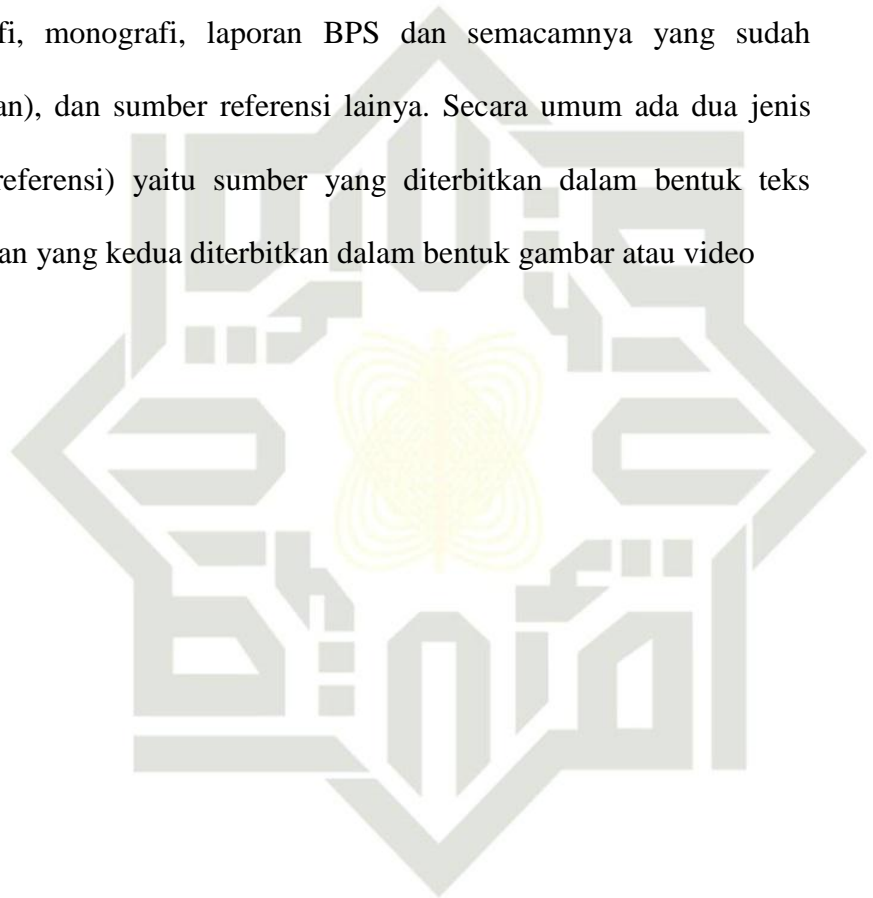 fi, monografi, laporan BPS dan semacamnya yang sudah
an), dan sumber referensi lainya. Secara umum ada dua jenis
referensi) yaitu sumber yang diterbitkan dalam bentuk teks
an yang kedua diterbitkan dalam bentuk gambar atau video